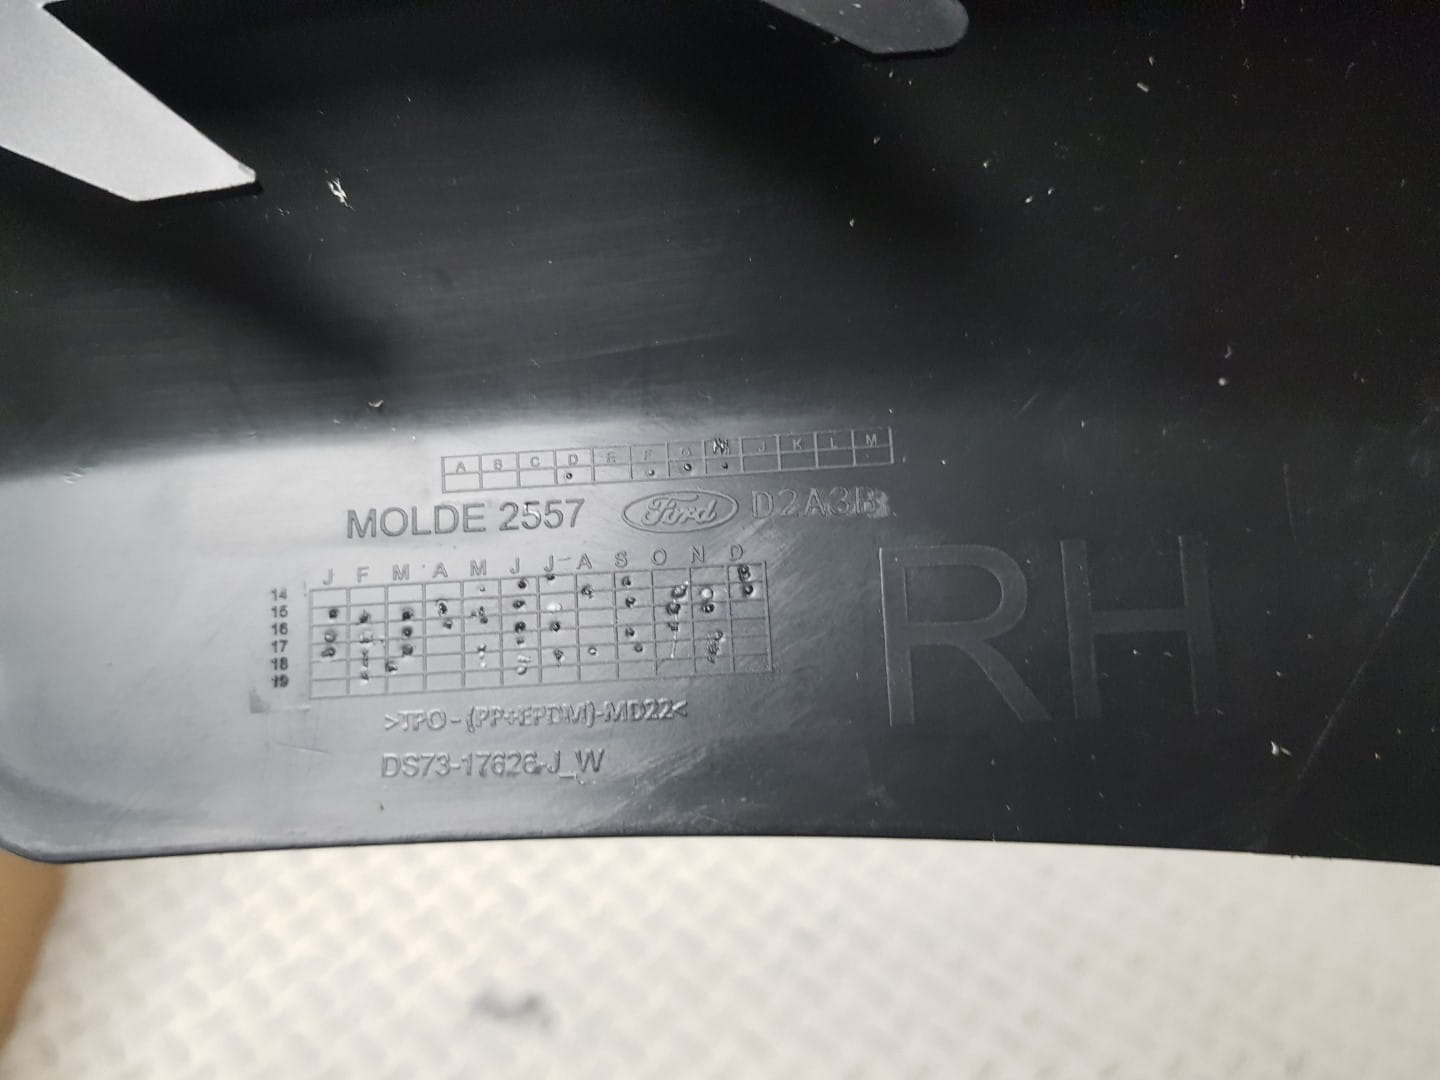 A B C D E F G H J K L M
MOLDE 2557 Ford D2A3B
RH
J F M A M J J A S O N D
14
15
16
17
18
19
>TPO-(PP+EPDM)-MD22<
DS73-17626-J_W